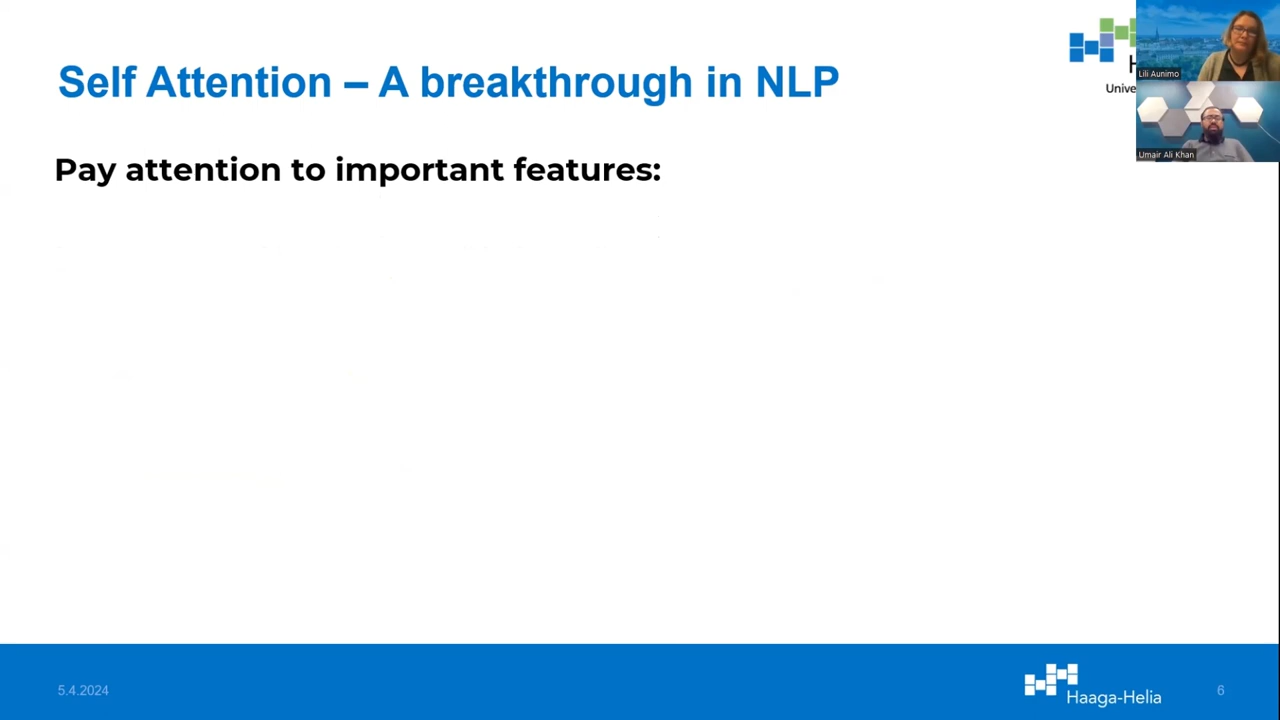 Self Attention – A breakthrough in NLP
Pay attention to important features:
Lili Aunimo
Umair Ali Khan
5.4.2024
Haaga-Helia
6